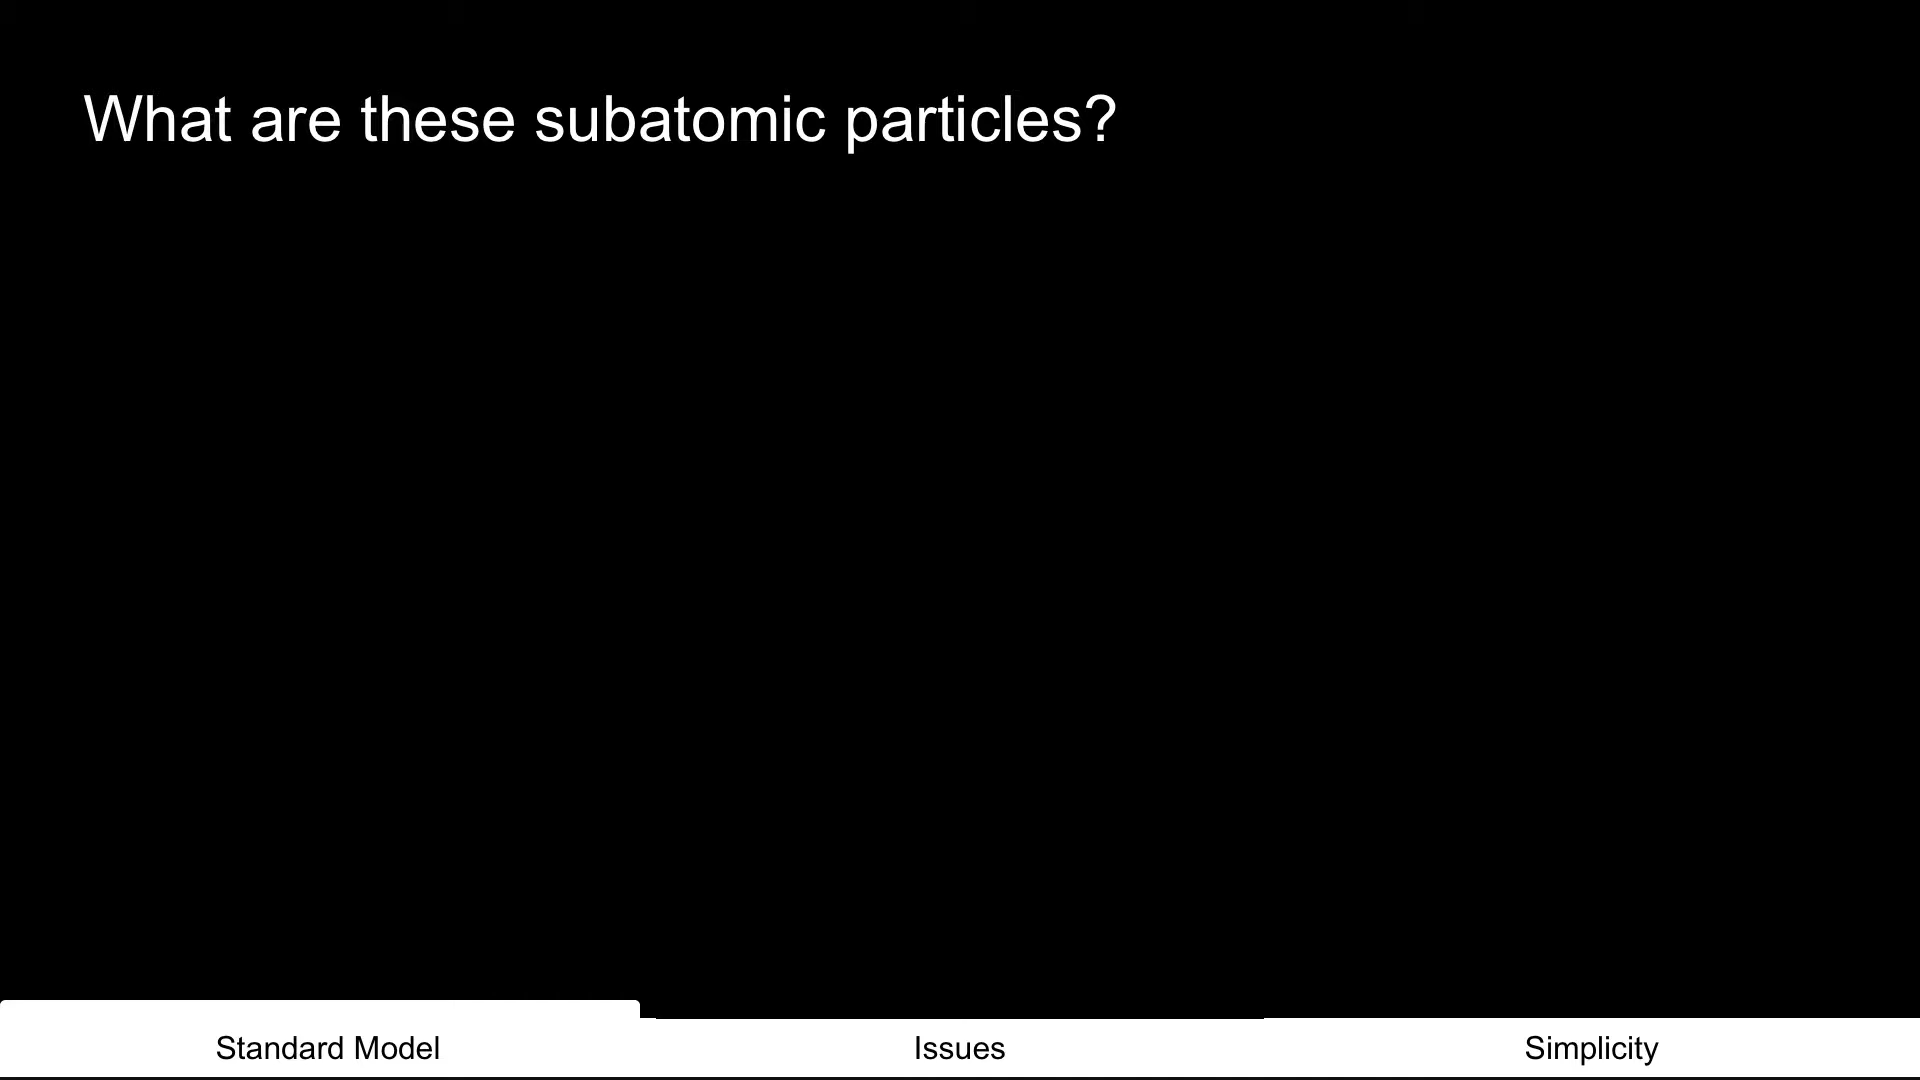 What are these subatomic particles?
Standard Model
Issues
Simplicity